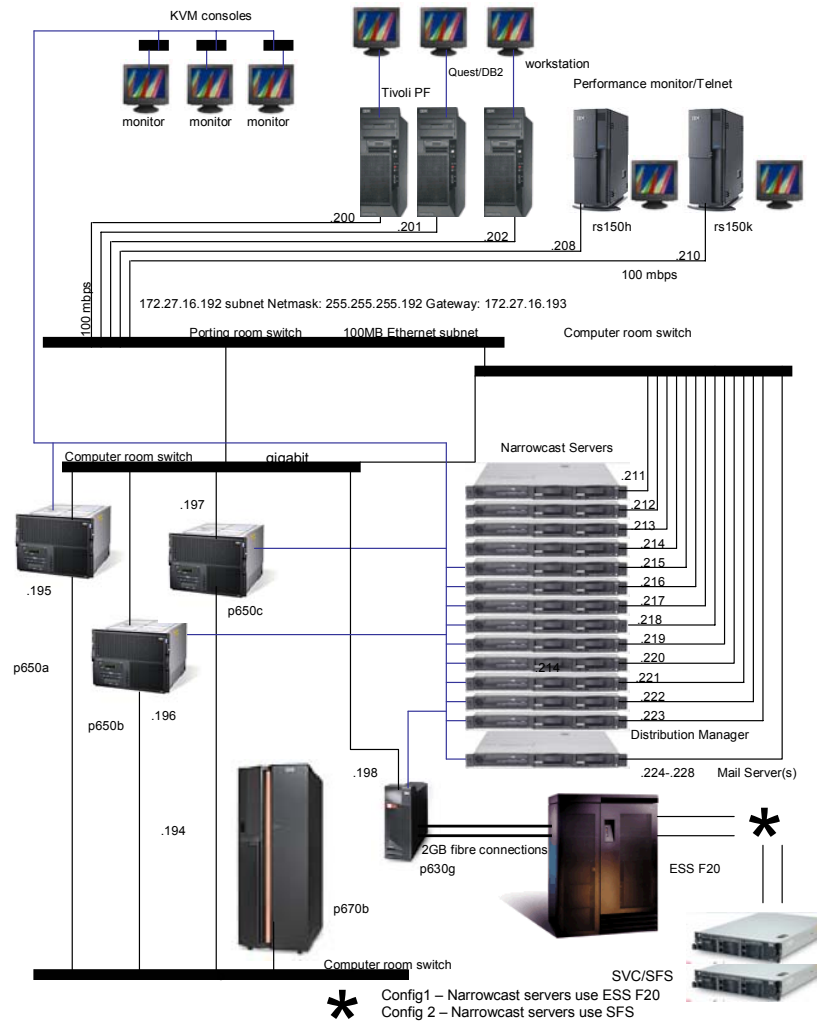 KVM consoles
monitor monitor monitor
Tivoli PF
Quest/DB2
workstation
Performance monitor/Telnet
rs150h
rs150k
.200
.201
.202
.208
.210
100 mbps
100 mbps
172.27.16.192 subnet Netmask: 255.255.255.192 Gateway: 172.27.16.193
Porting room switch 100MB Ethernet subnet
Computer room switch
Computer room switch gigabit
Narrowcast Servers
.211
.212
.213
.214
.215
.216
.217
.218
.219
.220
.214
.221
.222
.223
Distribution Manager
.224-.228 Mail Server(s)
.197
.195
p650c
p650a
.196
p650b
.198
.194
2GB fibre connections
p630g
ESS F20
*
p670b
Computer room switch
SVC/SFS
* Config1 – Narrowcast servers use ESS F20
Config 2 – Narrowcast servers use SFS